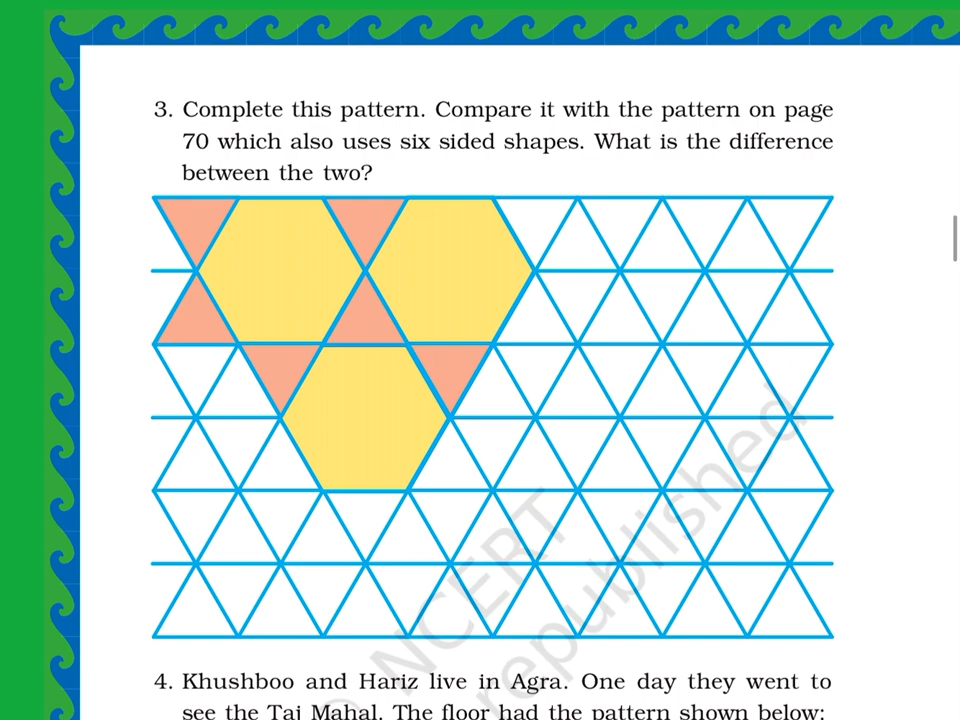 3. Complete this pattern. Compare it with the pattern on page
70 which also uses six sided shapes. What is the difference
between the two?
© NCERT
republished
4. Khushboo and Hariz live in Agra. One day they went to
see the Taj Mahal. The floor had the pattern shown below: